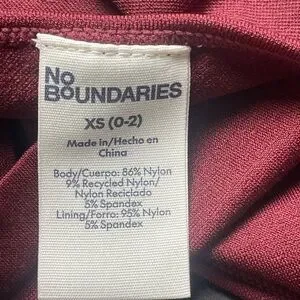 No
BOUNDARIES
XS (0-2)
Made in/Hecho en
China
Body/Cuerpo: 86% Nylon
9% Recycled Nylon/
Nylon Reciclado
5% Spandex
Lining/Forro: 95% Nylon
5% Spandex